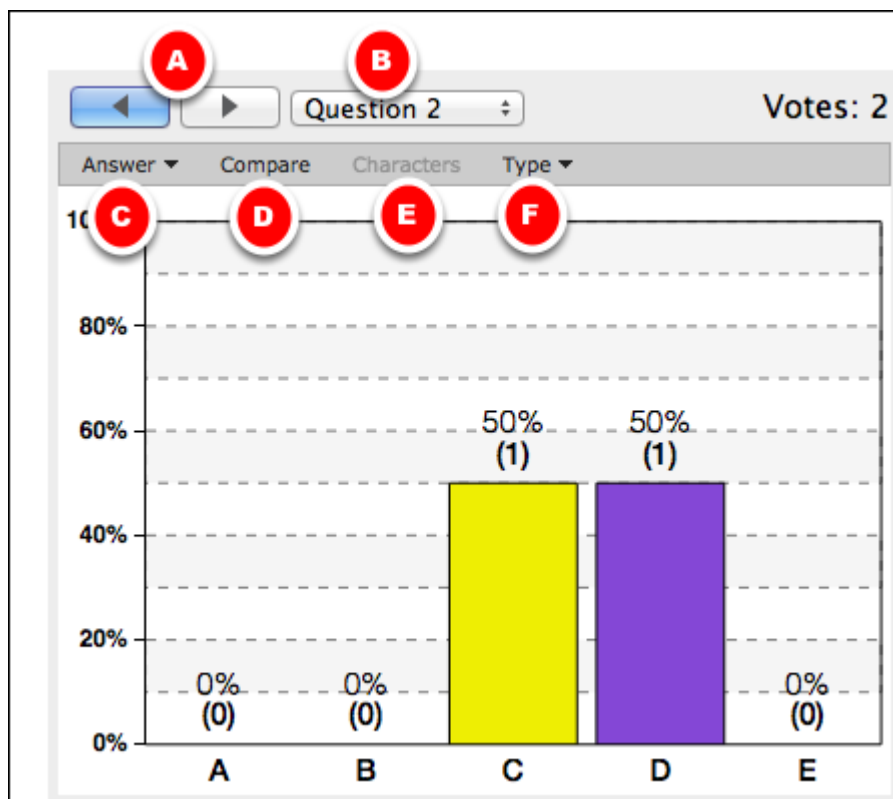 A B
Question 2 Votes: 2
Answer Compare Characters Type
C D E F
80%
60%
50% 50%
(1) (1)
40%
20%
0% 0% 0%
(0) (0) (0)
0%
A B C D E